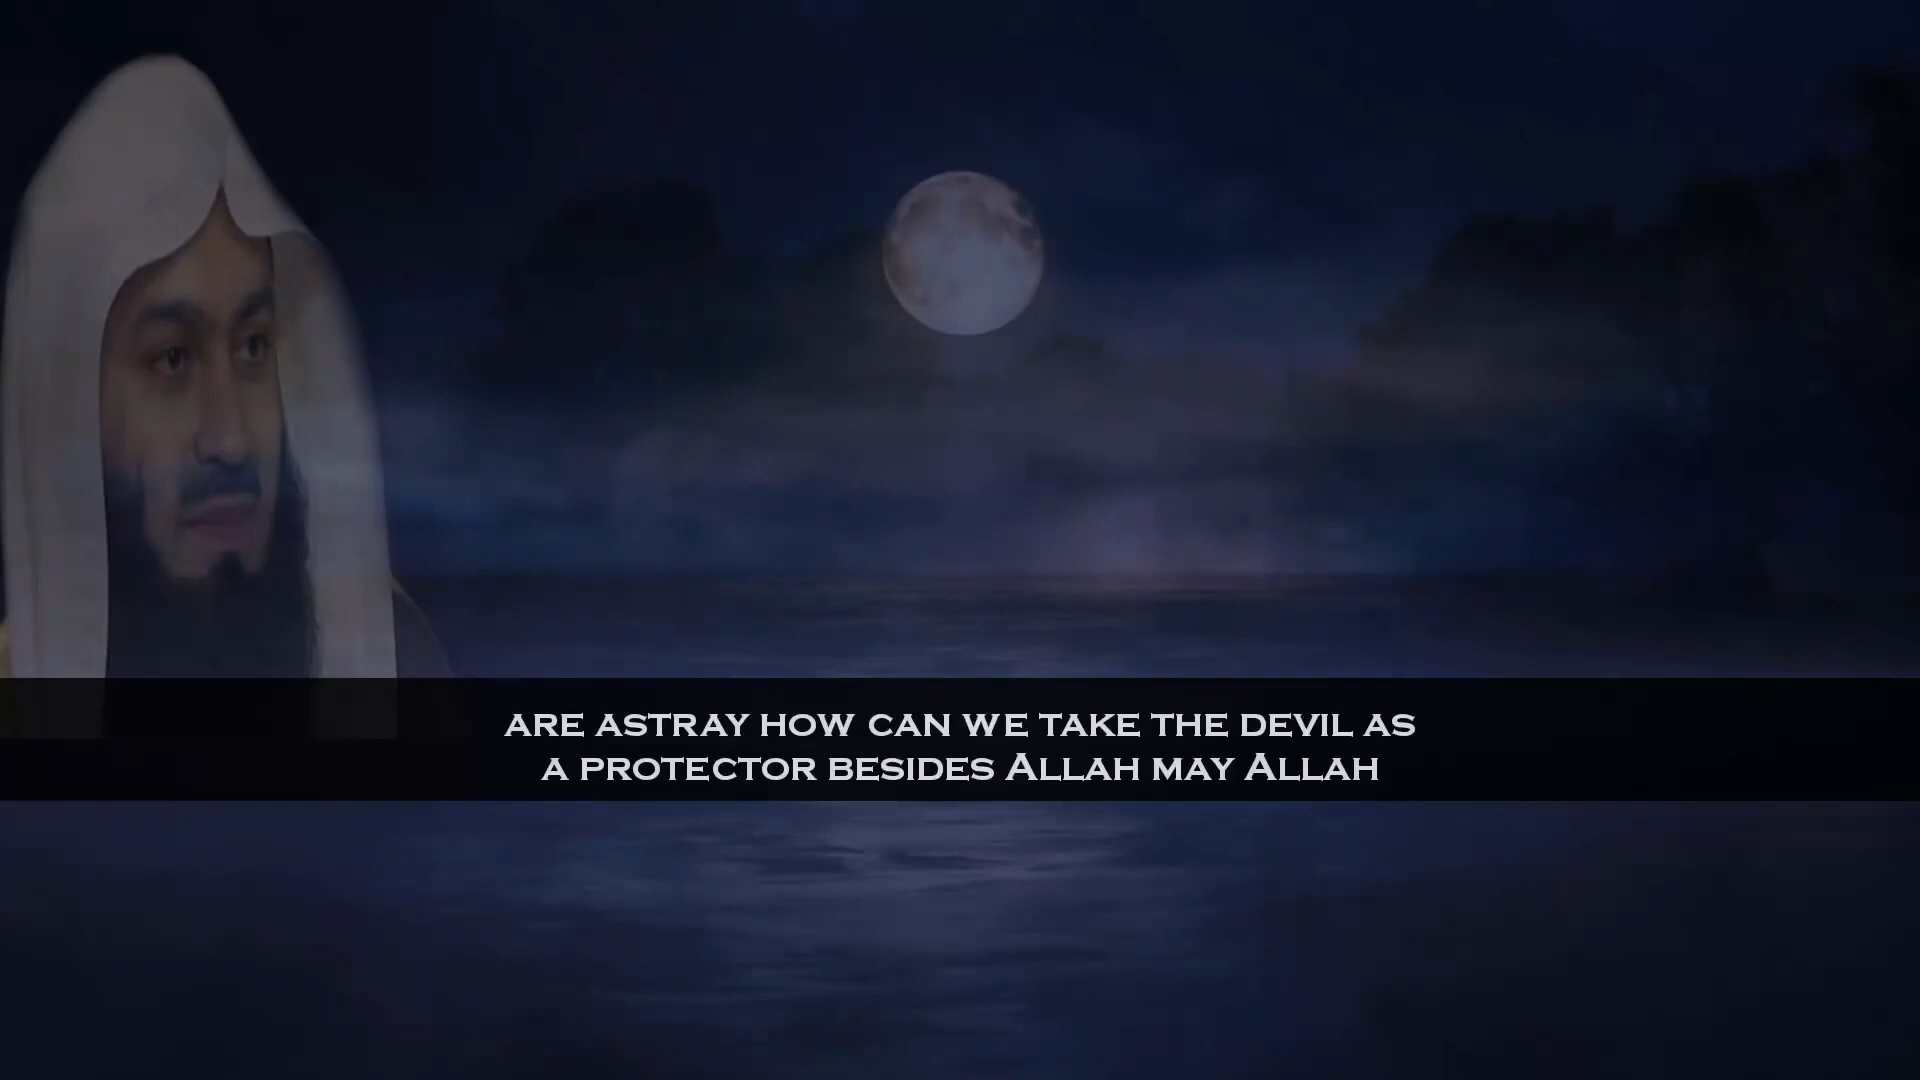 ARE ASTRAY HOW CAN WE TAKE THE DEVIL AS
A PROTECTOR BESIDES ALLAH MAY ALLAH